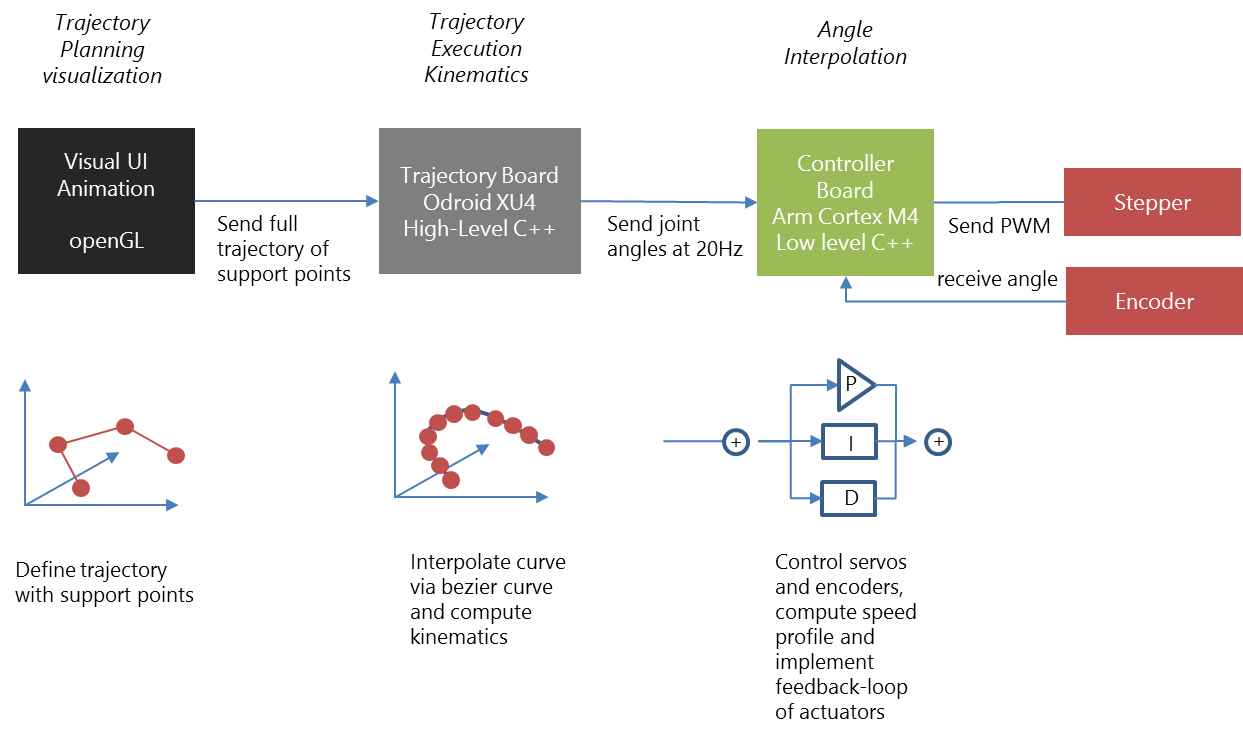 Trajectory
Planning
visualization
Trajectory
Execution
Kinematics
Angle
Interpolation
Visual UI
Animation
openGL
Send full
trajectory of
support points
Trajectory Board
Odroid XU4
High-Level C++
Send joint
angles at 20Hz
Controller
Board
Arm Cortex M4
Low level C++
Send PWM
Stepper
receive angle
Encoder
P
+
I
+
D
Define trajectory
with support points
Interpolate curve
via bezier curve
and compute
kinematics
Control servos
and encoders,
compute speed
profile and
implement
feedback-loop
of actuators